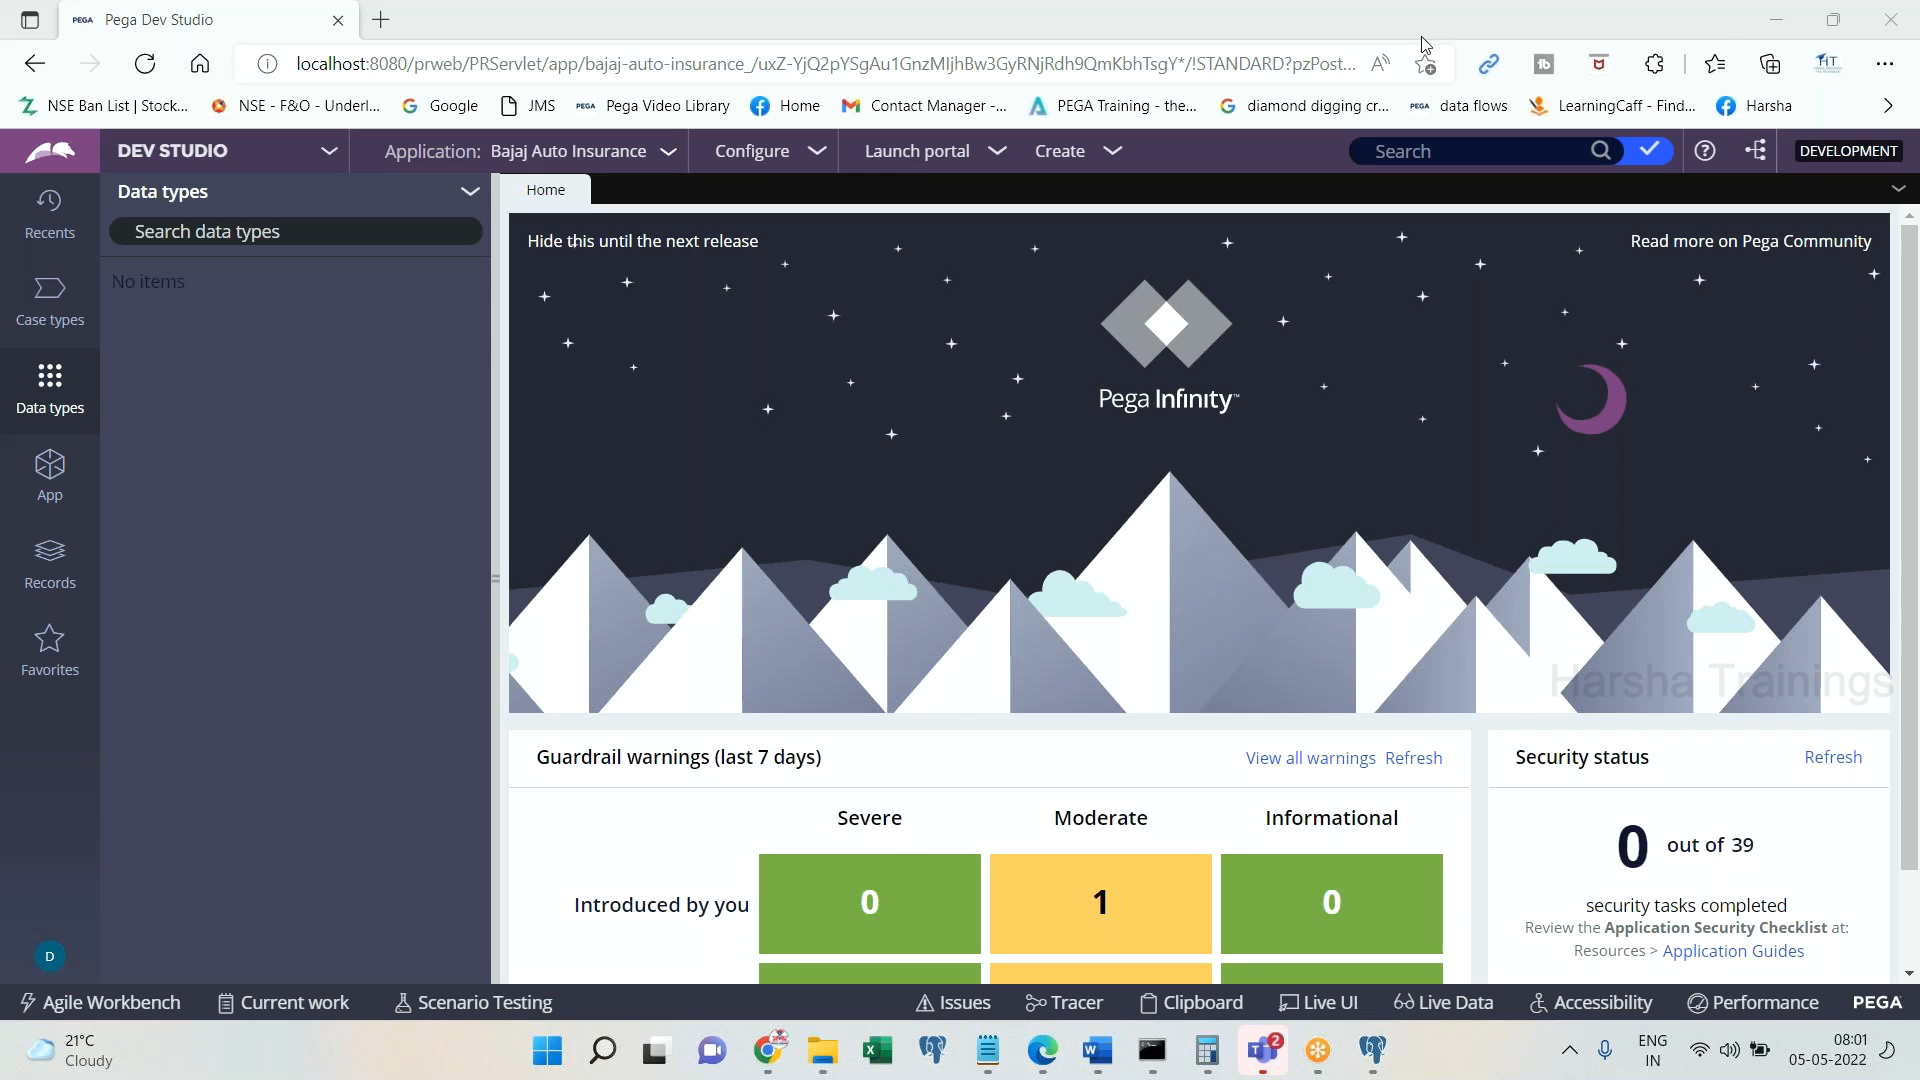 PEGA Pega Dev Studio
localhost:8080/prweb/PRServlet/app/bajaj-auto-insurance_/uxZ-YjQ2pYSgAu1GnzMIjhBw3GyRNjRdh9QmKbhTsgY*/!STANDARD?pzPost...
NSE Ban List | Stock... NSE - F&O - Underl... Google JMS PEGA Pega Video Library Home Contact Manager -... PEGA Training - the... diamond digging cr... PEGA data flows LearningCaff - Find... Harsha
DEV STUDIO Application: Bajaj Auto Insurance Configure Launch portal Create Search DEVELOPMENT
Recents
Case types
Data types
App
Records
Favorites
D
Data types
Search data types
No items
Home
Hide this until the next release
Read more on Pega Community
Pega Infinity™
Harsha Trainings
Guardrail warnings (last 7 days) View all warnings Refresh
Severe Moderate Informational
Introduced by you 0 1 0
Security status Refresh
0 out of 39
security tasks completed
Review the Application Security Checklist at:
Resources > Application Guides
Agile Workbench Current work Scenario Testing Issues Tracer Clipboard Live UI Live Data Accessibility Performance PEGA
21°C
Cloudy
2
ENG
IN
08:01
05-05-2022